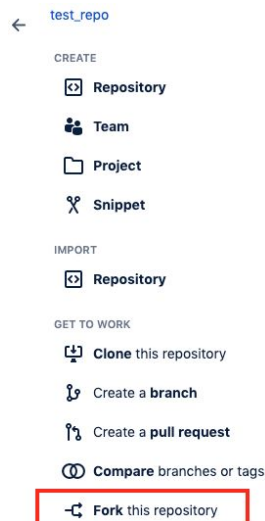 test_repo
CREATE
Repository
Team
Project
Snippet
IMPORT
Repository
GET TO WORK
Clone this repository
Create a branch
Create a pull request
Compare branches or tags
Fork this repository